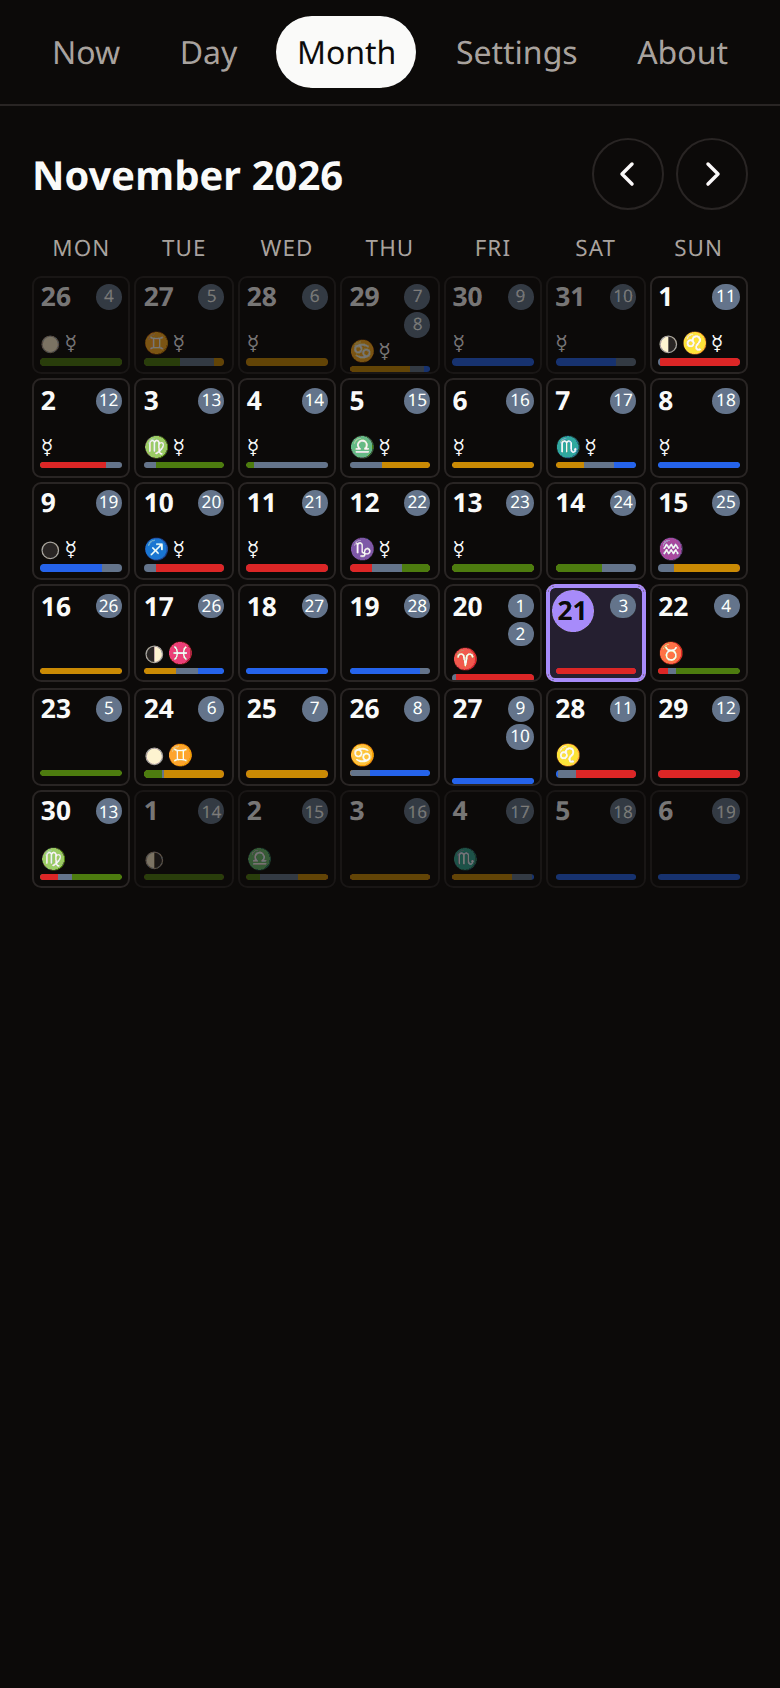 Now Day Month Settings About
November 2026
MON TUE WED THU FRI SAT SUN
26 4 27 5 28 6 29 7 30 9 31 10 1 11
8
☿ ♊ ☿ ☿ ♋ ☿ ☿ ☿ ♌ ☿
2 12 3 13 4 14 5 15 6 16 7 17 8 18
☿ ♍ ☿ ☿ ♎ ☿ ☿ ♏ ☿ ☿
9 19 10 20 11 21 12 22 13 23 14 24 15 25
☿ ♐ ☿ ☿ ♑ ☿ ☿ ♒
16 26 17 26 18 27 19 28 20 1 21 3 22 4
2
♓ ♈ ♉
23 5 24 6 25 7 26 8 27 9 28 11 29 12
10
♊ ♋ ♌
30 13 1 14 2 15 3 16 4 17 5 18 6 19
♍ ♎ ♏